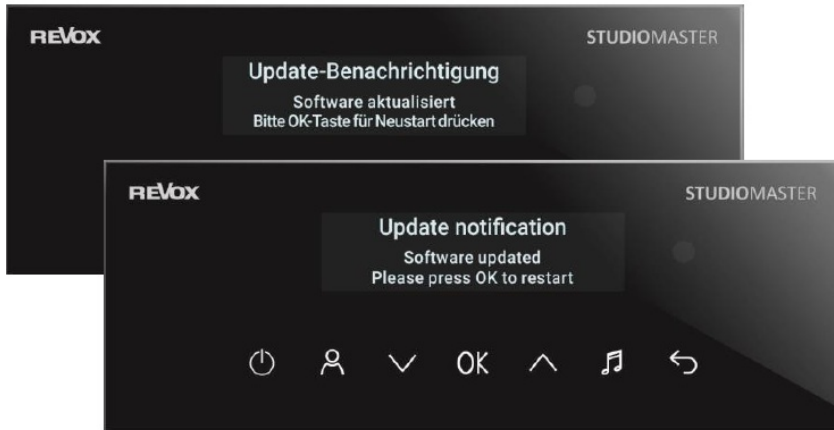 REVOX
STUDIOMASTER
Update-Benachrichtigung
Software aktualisiert
Bitte OK-Taste für Neustart drücken
REVOX
STUDIOMASTER
Update notification
Software updated
Please press OK to restart
OK